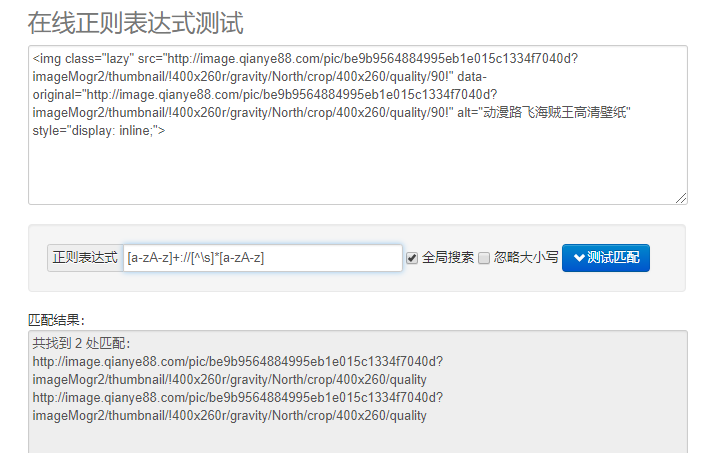 在线正则表达式测试
<img class="lazy" src="http://image.qianye88.com/pic/be9b9564884995eb1e015c1334f7040d?
imageMogr2/thumbnail/!400x260r/gravity/North/crop/400x260/quality/90!" data-
original="http://image.qianye88.com/pic/be9b9564884995eb1e015c1334f7040d?
imageMogr2/thumbnail/!400x260r/gravity/North/crop/400x260/quality/90!" alt="动漫路飞海贼王高清壁纸"
style="display: inline;">
正则表达式 [a-zA-z]+://[^\s]*[a-zA-z] 全局搜索 忽略大小写 测试匹配
匹配结果:
共找到 2 处匹配:
http://image.qianye88.com/pic/be9b9564884995eb1e015c1334f7040d?
imageMogr2/thumbnail/!400x260r/gravity/North/crop/400x260/quality
http://image.qianye88.com/pic/be9b9564884995eb1e015c1334f7040d?
imageMogr2/thumbnail/!400x260r/gravity/North/crop/400x260/quality